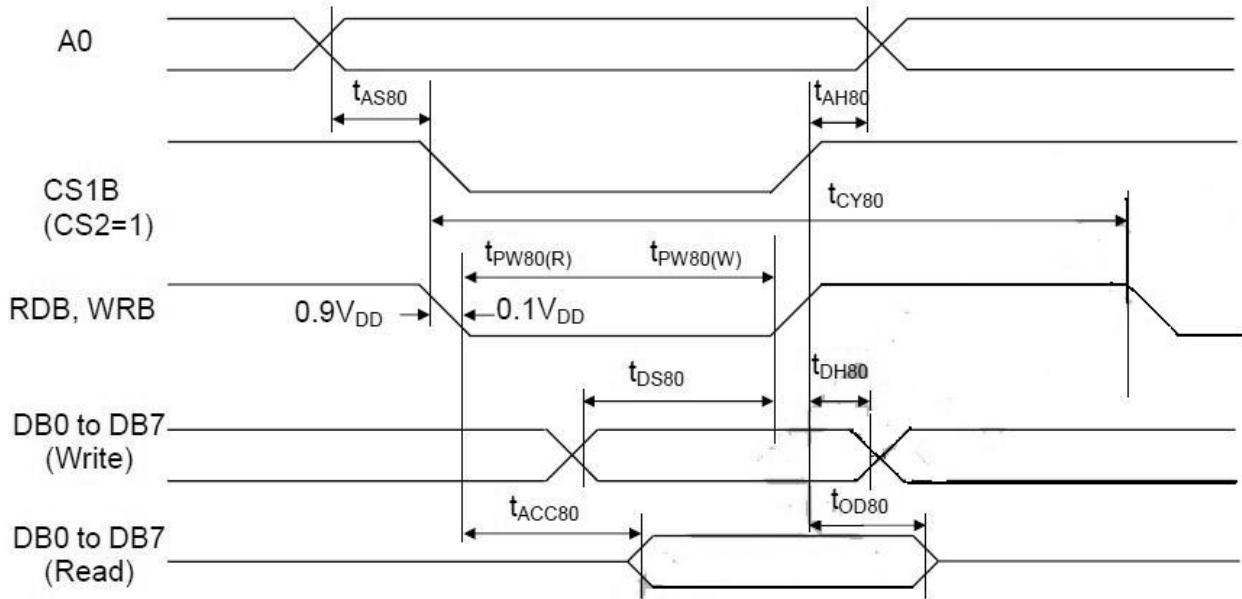 A0
tAS80
tAH80
CS1B
(CS2=1)
tCY80
tPW80(R)
tPW80(W)
RDB, WRB
0.9VDD
0.1VDD
tDS80
tDH80
DB0 to DB7
(Write)
tACC80
tOD80
DB0 to DB7
(Read)